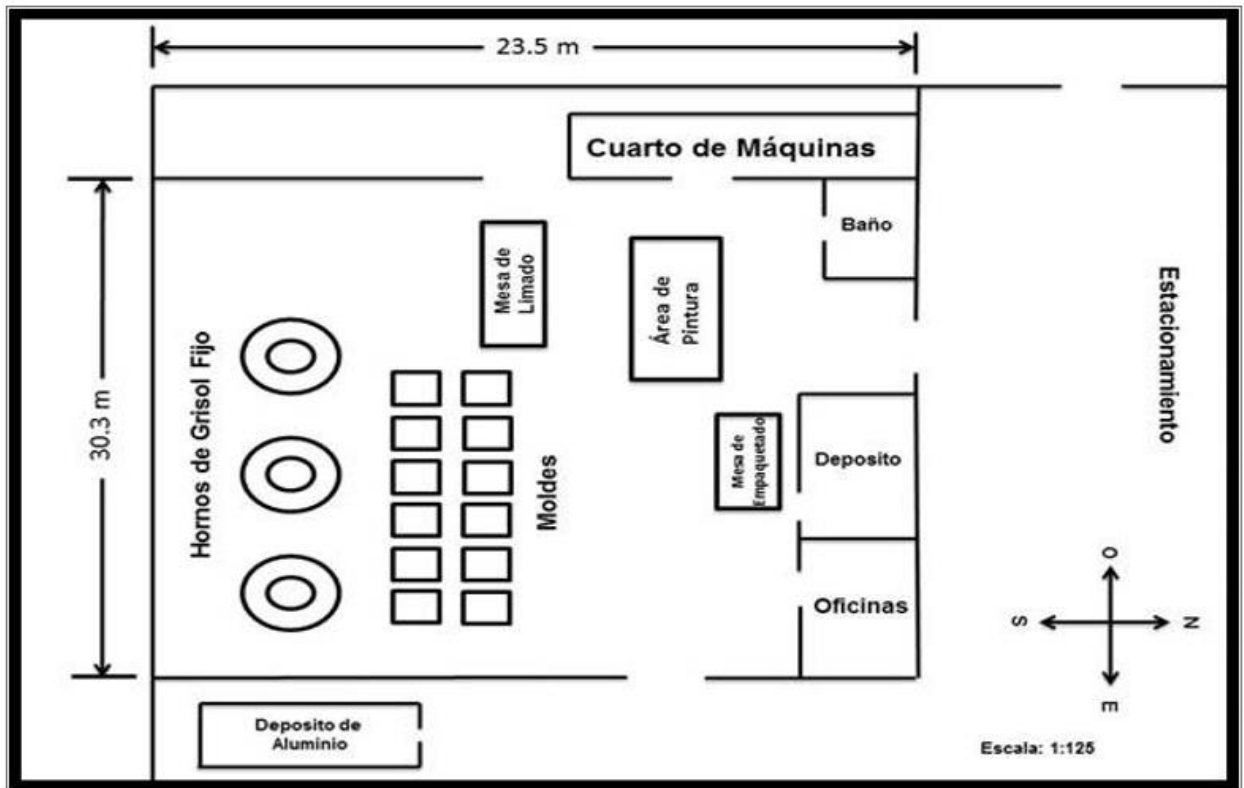 23.5 m
Cuarto de Máquinas
Baño
Mesa de
Limado
Área de
Pintura
Estacionamiento
Hornos de Grisol Fijo
30.3 m
Moldes
Mesa de
Empaquetado
Deposito
Oficinas
O
S
N
E
Deposito de
Aluminio
Escala: 1:125